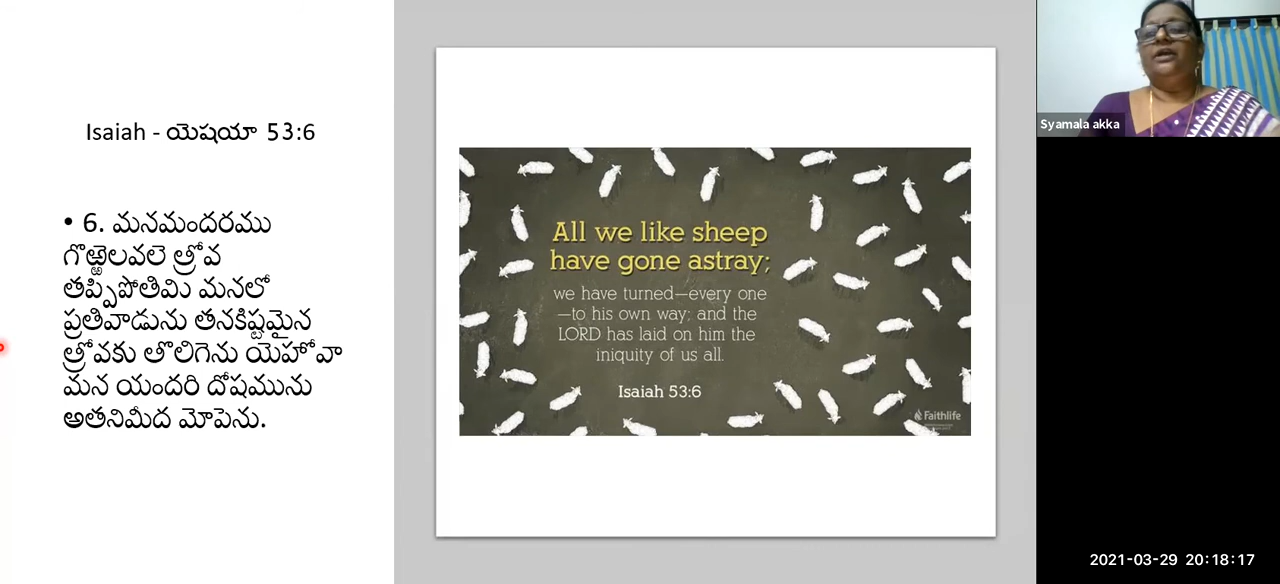 Isaiah - యెషయా 53:6
• 6. మనమందరము
గొఱ్ఱెలవలె త్రోవ
తప్పిపోతిమి మనలో
ప్రతివాడును తనకిష్టమైన
త్రోవకు తొలిగెను యెహోవా
మన యందరి దోషమును
అతనిమీద మోపెను.
All we like sheep
have gone astray;
we have turned—every one
—to his own way; and the
LORD has laid on him the
iniquity of us all.
Isaiah 53:6
Faithlife
Syamala akka
2021-03-29 20:18:17